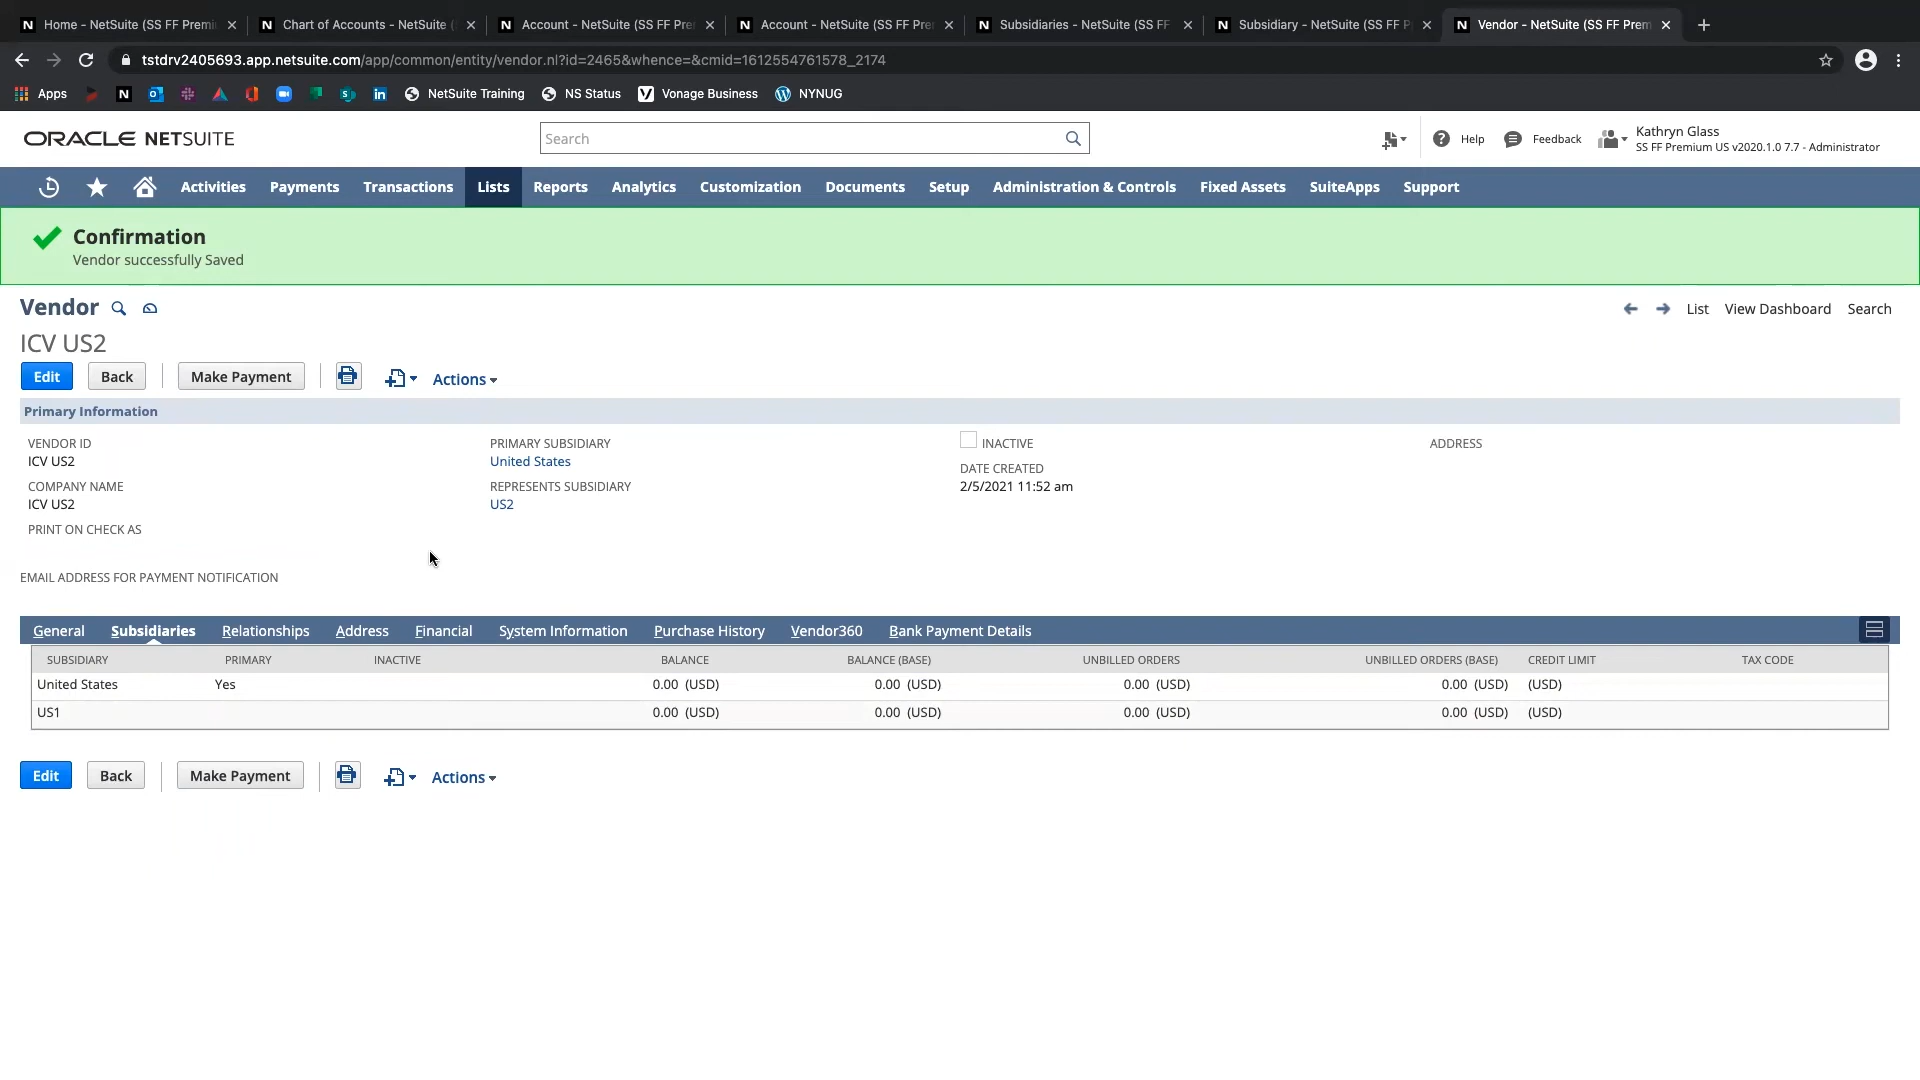 Home - NetSuite (SS FF Premi
Chart of Accounts - NetSuite (
Account - NetSuite (SS FF Pre
Account - NetSuite (SS FF Pre
Subsidiaries - NetSuite (SS FF
Subsidiary - NetSuite (SS FF P
Vendor - NetSuite (SS FF Prem
tstdrv2405693.app.netsuite.com/app/common/entity/vendor.nl?id=2465&whence=&cmid=1612554761578_2174
Apps NetSuite Training NS Status Vonage Business NYNUG
ORACLE NETSUITE
Search
Help
Feedback
Kathryn Glass
SS FF Premium US v2020.1.0 7.7 - Administrator
Activities Payments Transactions Lists Reports Analytics Customization Documents Setup Administration & Controls Fixed Assets SuiteApps Support
Confirmation
Vendor successfully Saved
Vendor
List View Dashboard Search
ICV US2
Edit Back Make Payment Actions
Primary Information
VENDOR ID
ICV US2
COMPANY NAME
ICV US2
PRINT ON CHECK AS
EMAIL ADDRESS FOR PAYMENT NOTIFICATION
PRIMARY SUBSIDIARY
United States
REPRESENTS SUBSIDIARY
US2
INACTIVE
DATE CREATED
2/5/2021 11:52 am
ADDRESS
General Subsidiaries Relationships Address Financial System Information Purchase History Vendor360 Bank Payment Details
SUBSIDIARY PRIMARY INACTIVE BALANCE BALANCE (BASE) UNBILLED ORDERS UNBILLED ORDERS (BASE) CREDIT LIMIT TAX CODE
United States Yes 0.00 (USD) 0.00 (USD) 0.00 (USD) 0.00 (USD) (USD)
US1 0.00 (USD) 0.00 (USD) 0.00 (USD) 0.00 (USD) (USD)
Edit Back Make Payment Actions